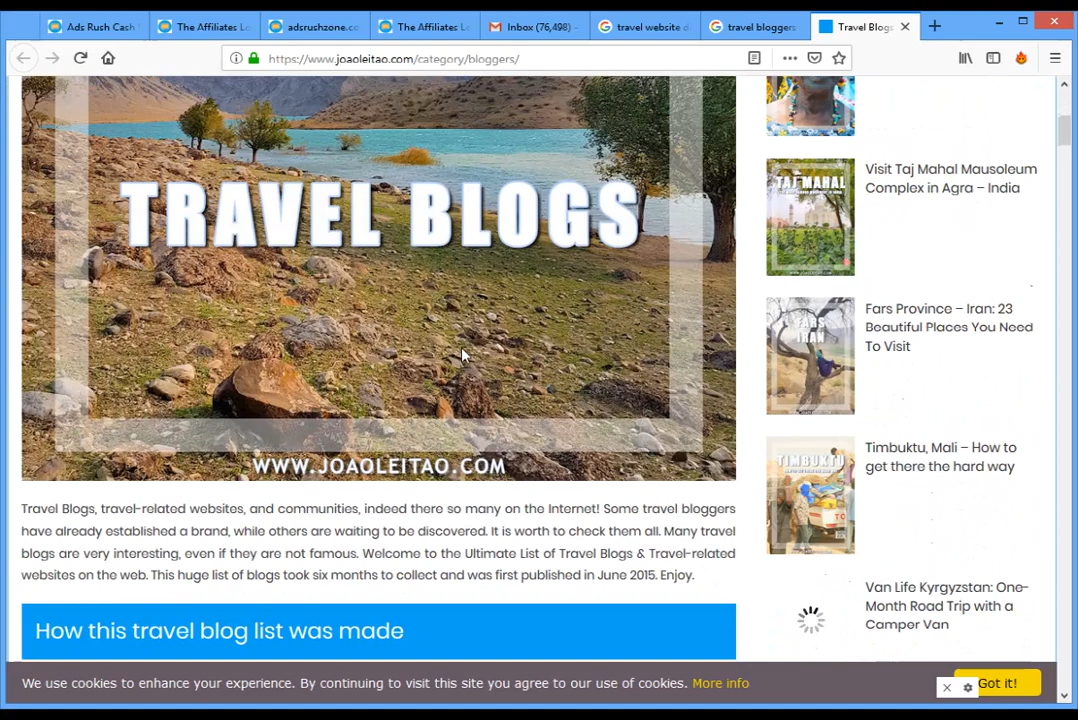 Ads Rush Cash
The Affiliates Lo
adsrushzone.co
The Affiliates Lo
Inbox (76,498) -
travel website d
travel bloggers
Travel Blogs
https://www.joaoleitao.com/category/bloggers/
TRAVEL BLOGS
WWW.JOAOLEITAO.COM
Travel Blogs, travel-related websites, and communities, indeed there so many on the Internet! Some travel bloggers
have already established a brand, while others are waiting to be discovered. It is worth to check them all. Many travel
blogs are very interesting, even if they are not famous. Welcome to the Ultimate List of Travel Blogs & Travel-related
websites on the web. This huge list of blogs took six months to collect and was first published in June 2015. Enjoy.
How this travel blog list was made
TAJ MAHAL
Visit Taj Mahal Mausoleum
Complex in Agra – India
FARS
IRAN
Fars Province – Iran: 23
Beautiful Places You Need
To Visit
TIMBUKTU
Timbuktu, Mali – How to
get there the hard way
Van Life Kyrgyzstan: One-
Month Road Trip with a
Camper Van
We use cookies to enhance your experience. By continuing to visit this site you agree to our use of cookies. More info
Got it!